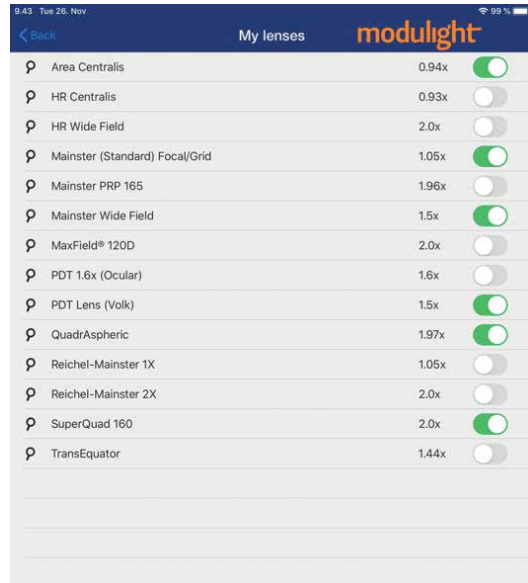 9.43 Tue 26. Nov 99 %
Back My lenses modulight
Area Centralis 0.94x
HR Centralis 0.93x
HR Wide Field 2.0x
Mainster (Standard) Focal/Grid 1.05x
Mainster PRP 165 1.96x
Mainster Wide Field 1.5x
MaxField® 120D 2.0x
PDT 1.6x (Ocular) 1.6x
PDT Lens (Volk) 1.5x
QuadrAspheric 1.97x
Reichel-Mainster 1X 1.05x
Reichel-Mainster 2X 2.0x
SuperQuad 160 2.0x
TransEquator 1.44x